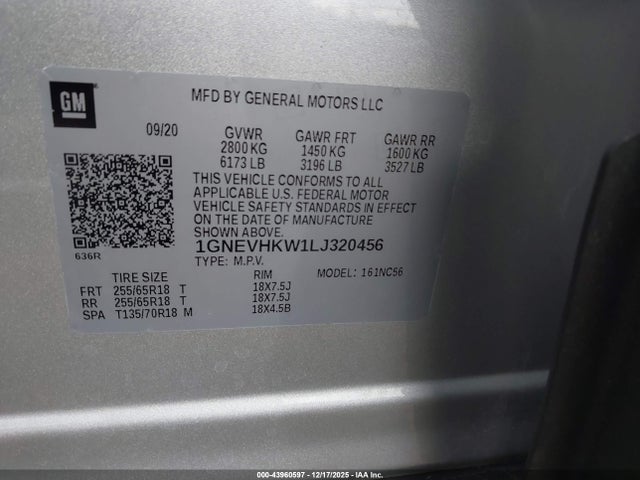 GM
MFD BY GENERAL MOTORS LLC
09/20 GVWR GAWR FRT GAWR RR
2800 KG 1450 KG 1600 KG
6173 LB 3196 LB 3527 LB
THIS VEHICLE CONFORMS TO ALL
APPLICABLE U.S. FEDERAL MOTOR
VEHICLE SAFETY STANDARDS IN EFFECT
ON THE DATE OF MANUFACTURE
SHOWN ABOVE.
636R
1GNEVHKW1LJ320456
TYPE: M.P.V. MODEL: 161NC56
TIRE SIZE RIM
FRT 255/65R18 T 18X7.5J
RR 255/65R18 T 18X7.5J
SPA T135/70R18 M 18X4.5B
000-43960597 - 12/17/2025 - IAA Inc.